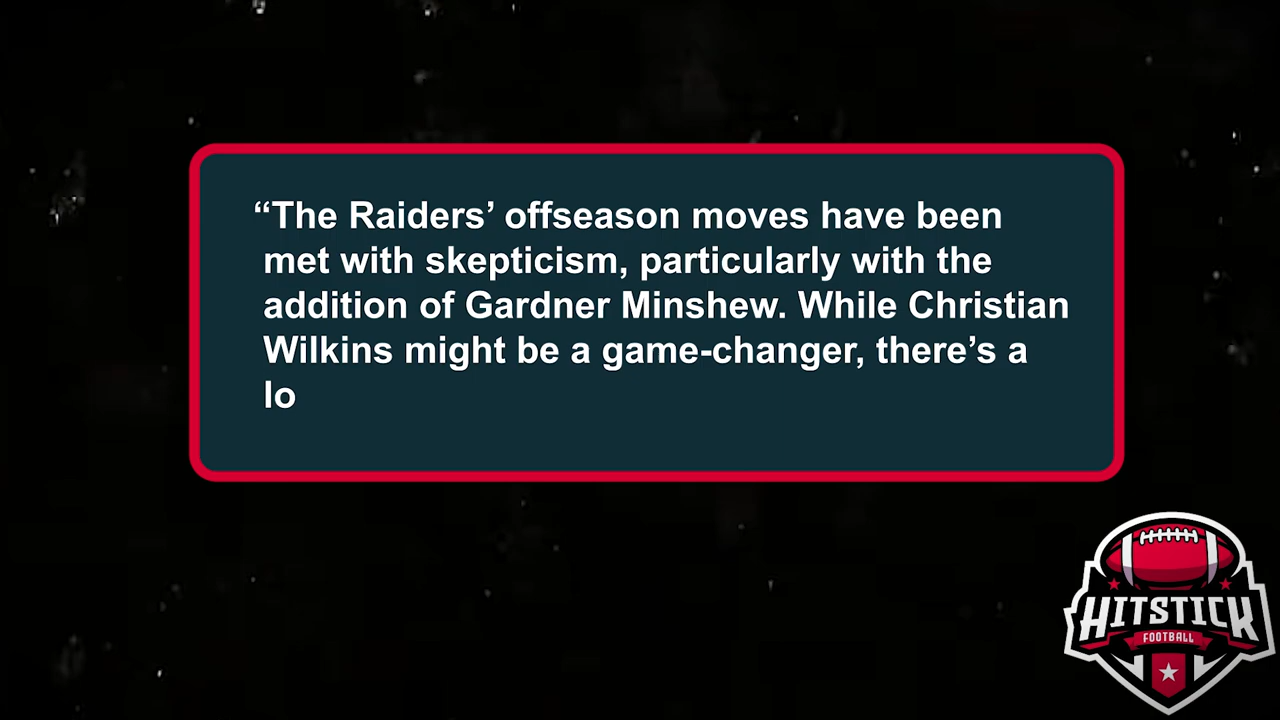 “The Raiders’ offseason moves have been
met with skepticism, particularly with the
addition of Gardner Minshew. While Christian
Wilkins might be a game-changer, there’s a
lo
HITSTICK
FOOTBALL